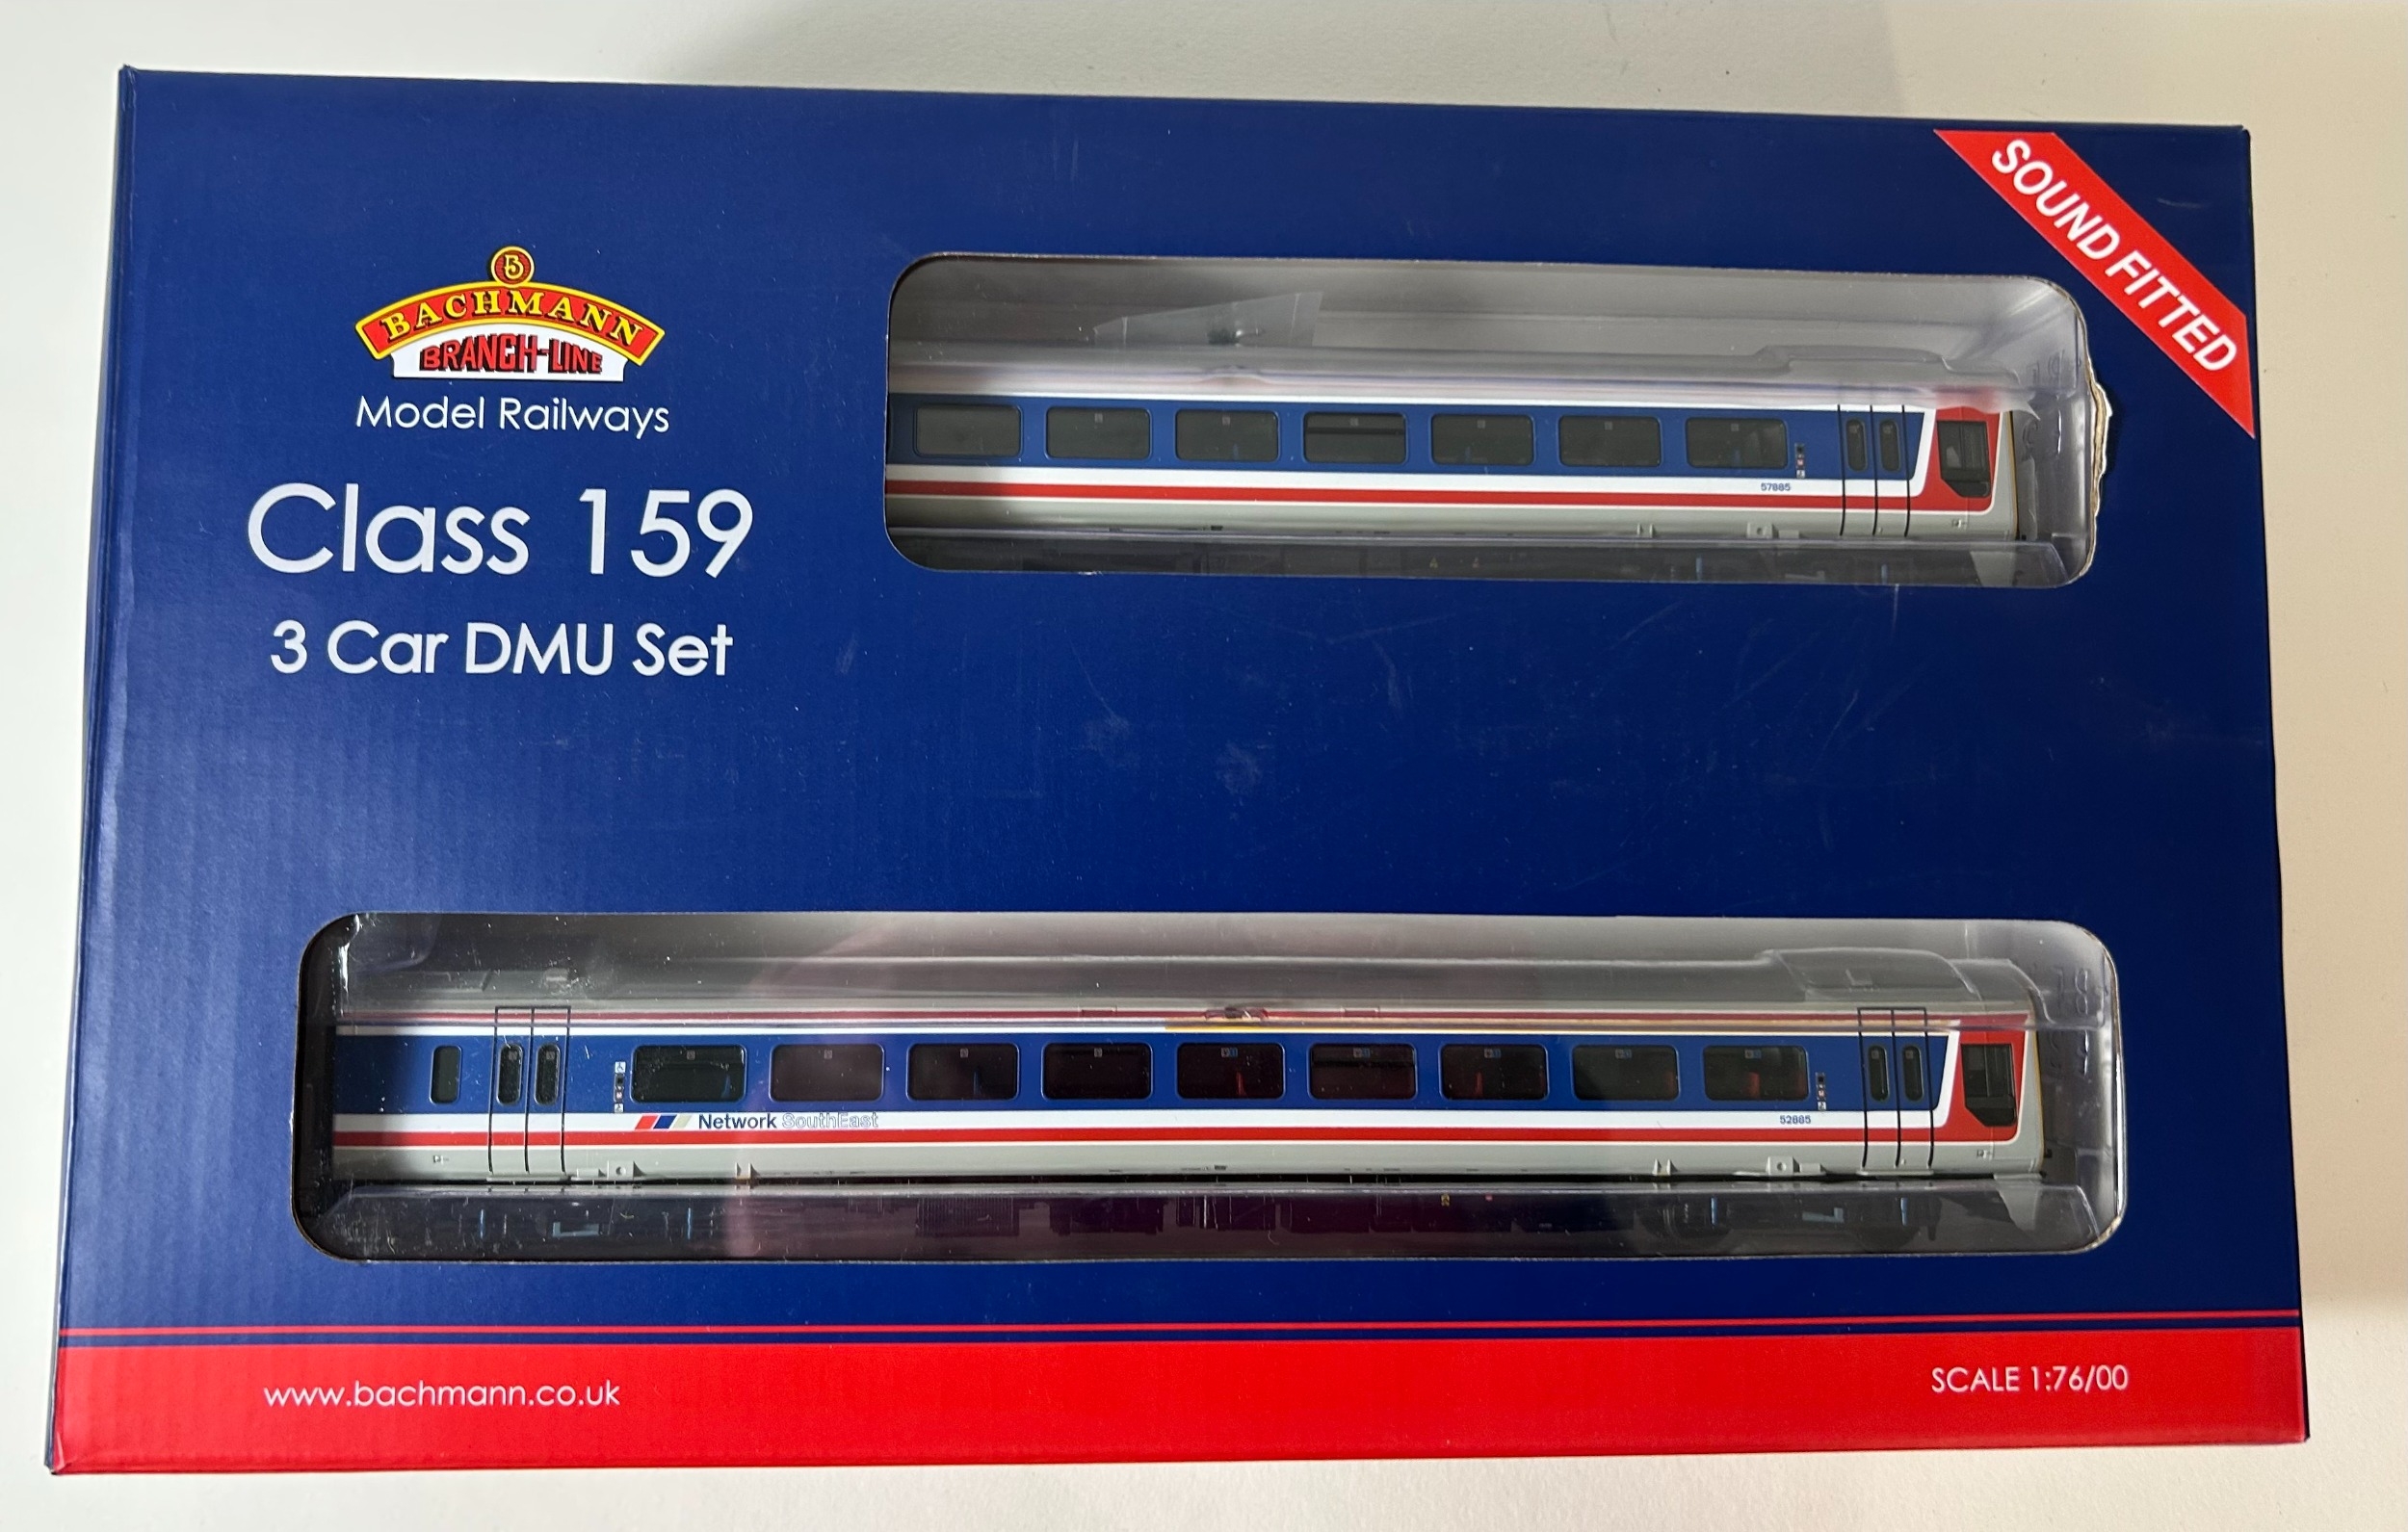 SOUND FITTED
BACHMANN
BRANCH-LINE
Model Railways
Class 159
3 Car DMU Set
57885
Network SouthEast
52885
www.bachmann.co.uk
SCALE 1:76/00